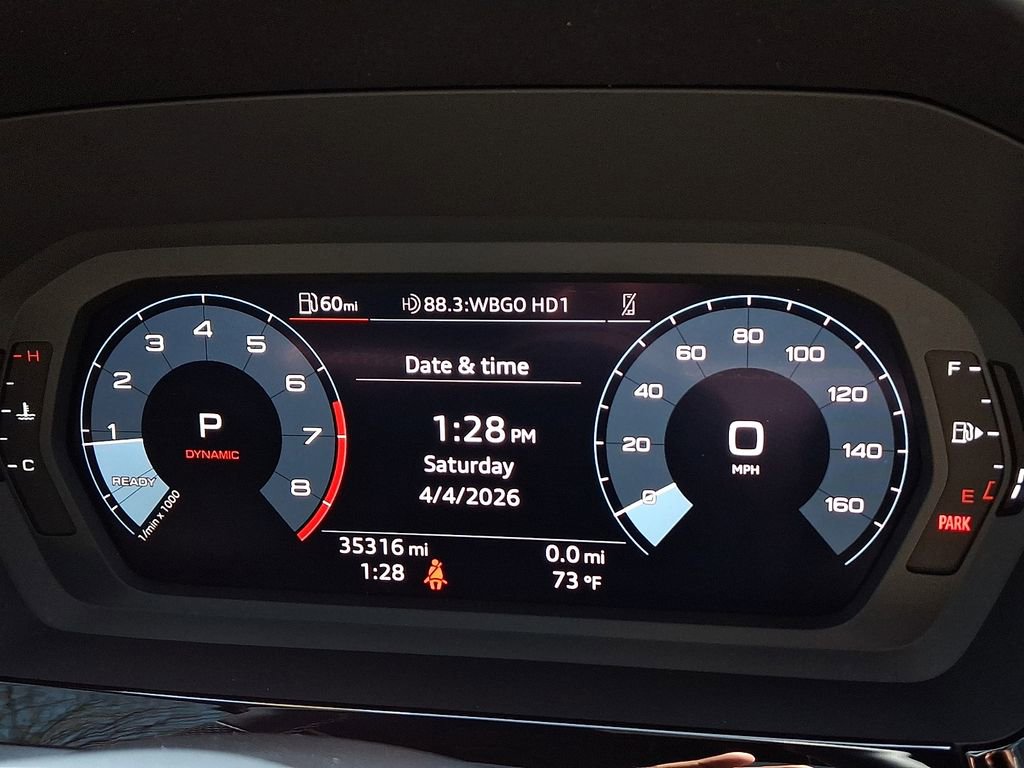 60mi
88.3:WBGO HD1
Date & time
1:28 PM
Saturday
4/4/2026
35316 mi
0.0 mi
1:28
73 °F
1
2
3
4
5
6
7
8
P
DYNAMIC
READY
1/min x 1000
0
20
40
60
80
100
120
140
160
0
MPH
H
C
F
E
PARK